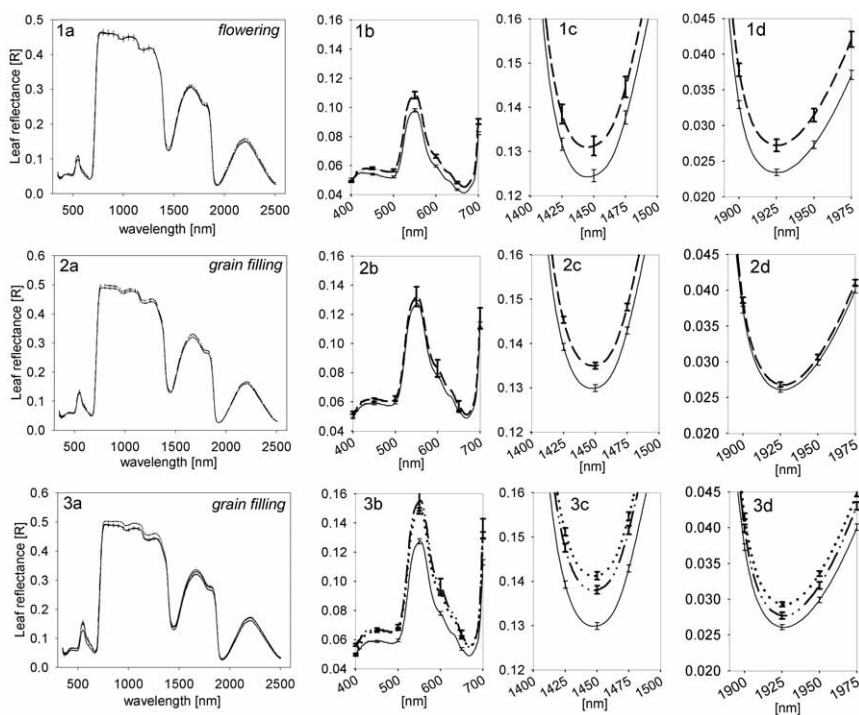 1a flowering
Leaf reflectance [R]
0.5
0.4
0.3
0.2
0.1
0.0
500 1000 1500 2000 2500
wavelength [nm]
1b
0.16
0.14
0.12
0.10
0.08
0.06
0.04
400 500 600 700
[nm]
1c
0.16
0.15
0.14
0.13
0.12
1400 1425 1450 1475 1500
[nm]
1d
0.045
0.040
0.035
0.030
0.025
0.020
1900 1925 1950 1975
[nm]
2a grain filling
Leaf reflectance [R]
0.6
0.5
0.4
0.3
0.2
0.1
0.0
500 1000 1500 2000 2500
wavelength [nm]
2b
0.16
0.14
0.12
0.10
0.08
0.06
0.04
400 500 600 700
[nm]
2c
0.16
0.15
0.14
0.13
0.12
1400 1425 1450 1475 1500
[nm]
2d
0.045
0.040
0.035
0.030
0.025
0.020
1900 1925 1950 1975
[nm]
3a grain filling
Leaf reflectance [R]
0.6
0.5
0.4
0.3
0.2
0.1
0.0
500 1000 1500 2000 2500
wavelength [nm]
3b
0.16
0.14
0.12
0.10
0.08
0.06
0.04
400 500 600 700
[nm]
3c
0.16
0.15
0.14
0.13
0.12
1400 1425 1450 1475 1500
[nm]
3d
0.045
0.040
0.035
0.030
0.025
0.020
1900 1925 1950 1975
[nm]